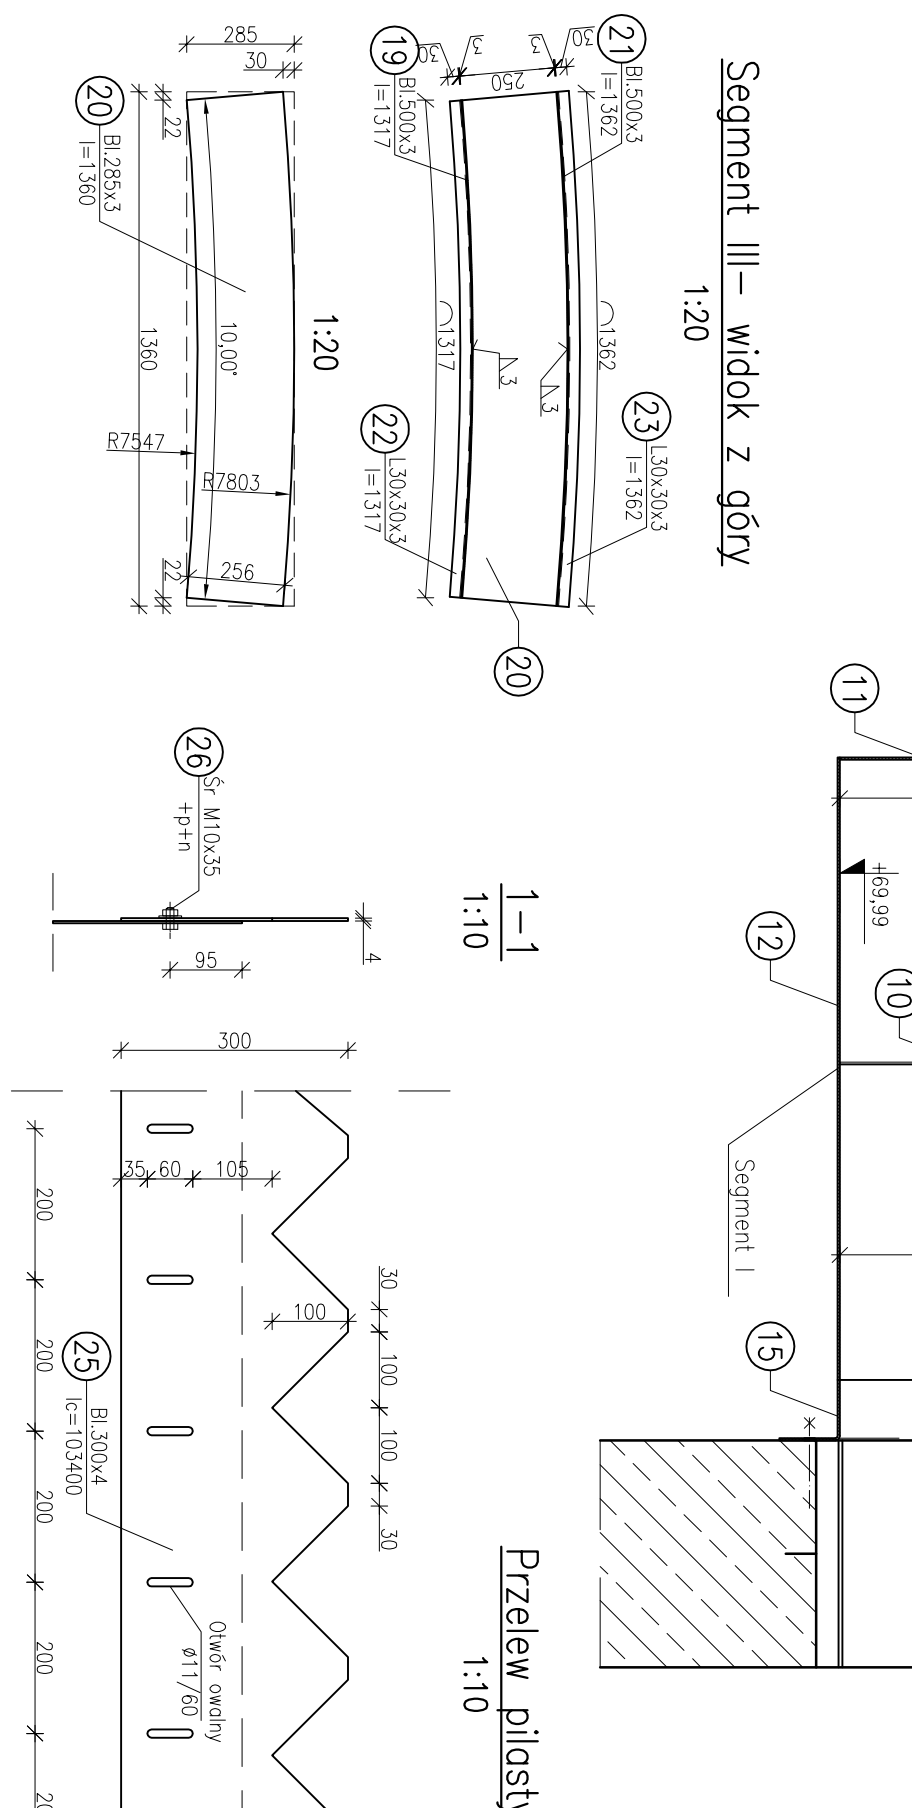 Segment III– widok z góry
1:20
21
Bl.500x3
l=1362
19
Bl.500x3
l=1317
30
3
250
3
30
1362
1317
3
3
23
L30x30x3
l=1362
22
L30x30x3
l=1317
20
1:20
285
30
20
Bl.285x3
l=1360
22
1360
10,00°
R7547
R7803
22
256
11
+69,99
12
10
Segment I
15
1–1
1:10
26
Śr M10x35
+p+n
95
4
Przelew pilasty
1:10
300
35
60
105
200
200
200
200
100
30
100
100
30
25
Bl.300x4
lc=103400
Otwór owalny
ø11/60